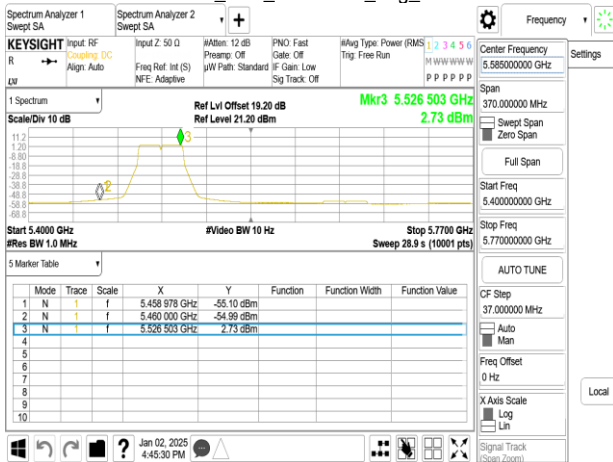 Spectrum Analyzer 1
Swept SA
Spectrum Analyzer 2
Swept SA
+
Frequency
Settings
KEYSIGHT
R
LXI
Input: RF
Coupling: DC
Align: Auto
Input Z: 50 Ω
Freq Ref: Int (S)
NFE: Adaptive
#Atten: 12 dB
Preamp: Off
µW Path: Standard
PNO: Fast
Gate: Off
IF Gain: Low
Sig Track: Off
#Avg Type: Power (RMS
Trig: Free Run
1 2 3 4 5 6
M W W W W W
P P P P P P
1 Spectrum
Scale/Div 10 dB
Ref Lvl Offset 19.20 dB
Ref Level 21.20 dBm
Mkr3 5.526 503 GHz
2.73 dBm
11.2
1.20
-8.80
-18.8
-28.8
-38.8
-48.8
-58.8
-68.8
2
3
Start 5.4000 GHz
#Res BW 1.0 MHz
#Video BW 10 Hz
Stop 5.7700 GHz
Sweep 28.9 s (10001 pts)
5 Marker Table
Mode Trace Scale X Y Function Function Width Function Value
1 N 1 f 5.458 978 GHz -55.10 dBm
2 N 1 f 5.460 000 GHz -54.99 dBm
3 N 1 f 5.526 503 GHz 2.73 dBm
4
5
6
7
8
9
10
Center Frequency
5.585000000 GHz
Span
370.000000 MHz
Swept Span
Zero Span
Full Span
Start Freq
5.400000000 GHz
Stop Freq
5.770000000 GHz
AUTO TUNE
CF Step
37.000000 MHz
Auto
Man
Freq Offset
0 Hz
X Axis Scale
Log
Lin
Signal Track
(Span Zoom)
Local
?
Jan 02, 2025
4:45:30 PM